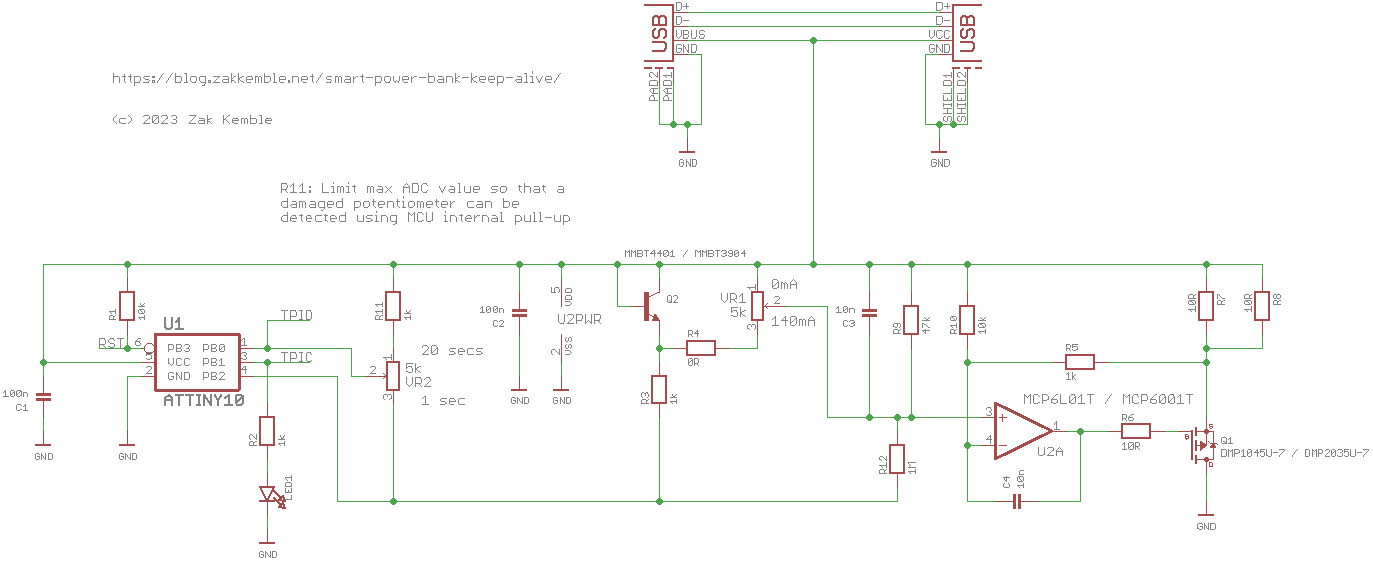 D+
D-
VBUS
GND
USB
PAD2
PAD1
GND
D+
D-
VCC
GND
USB
SHIELD1
SHIELD2
GND
https://blog.zakkemble.net/smart-power-bank-keep-alive/
(c) 2023 Zak Kemble
R11: Limit max ADC value so that a
damaged potentiometer can be
detected using MCU internal pull-up
MMBT4401 / MMBT3904
R1
10k
U1
RST
6
5
2
PB3
VCC
GND
PB0
PB1
PB2
1
3
4
ATTINY10
TPID
TPIC
100n
C1
GND
GND
R2
1k
LED1
GND
R11
1k
20 secs
1
2
3
5k
VR2
1 sec
100n
C2
GND
5
VDD
U2PWR
2
VSS
GND
Q2
R4
0R
R3
1k
0mA
VR1
5k
140mA
1
2
3
10n
C3
R9
47k
R10
10k
R12
1M
R5
1k
MCP6L01T / MCP6001T
3
4
1
U2A
C4
10n
R6
10R
10R
R7
10R
R8
S
G
D
Q1
DMP1045U-7 / DMP2035U-7
GND